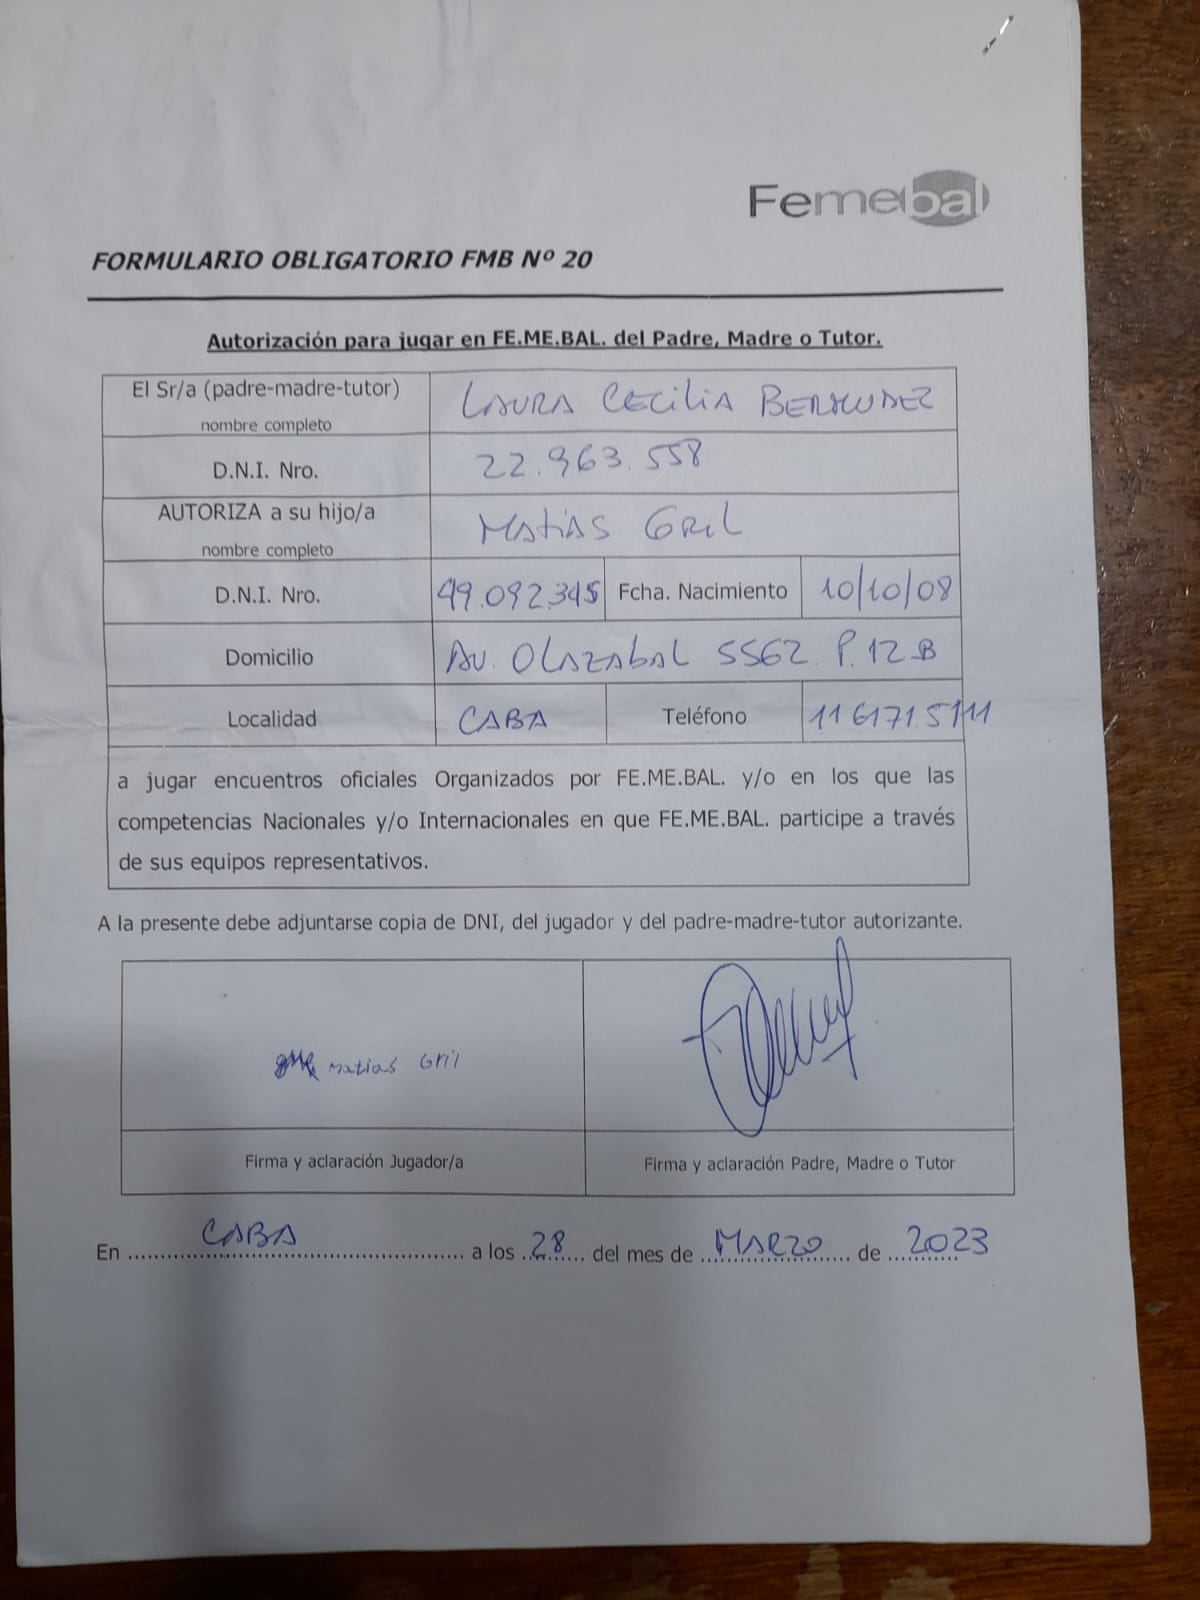 Femebal
FORMULARIO OBLIGATORIO FMB Nº 20
Autorización para jugar en FE.ME.BAL. del Padre, Madre o Tutor.
El Sr/a (padre-madre-tutor) nombre completo LAURA CECILIA BERMUDEZ
D.N.I. Nro. 22.963.558
AUTORIZA a su hijo/a nombre completo MATIAS GRIL
D.N.I. Nro. 49.092.345 Fcha. Nacimiento 10/10/08
Domicilio AV. OLAZABAL 5562 P. 12 B
Localidad CABA Teléfono 116171.5111
a jugar encuentros oficiales Organizados por FE.ME.BAL. y/o en los que las
competencias Nacionales y/o Internacionales en que FE.ME.BAL. participe a través
de sus equipos representativos.
A la presente debe adjuntarse copia de DNI, del jugador y del padre-madre-tutor autorizante.
Matias Gril
Firma y aclaración Jugador/a Firma y aclaración Padre, Madre o Tutor
En CABA a los 28 del mes de MARZO de 2023